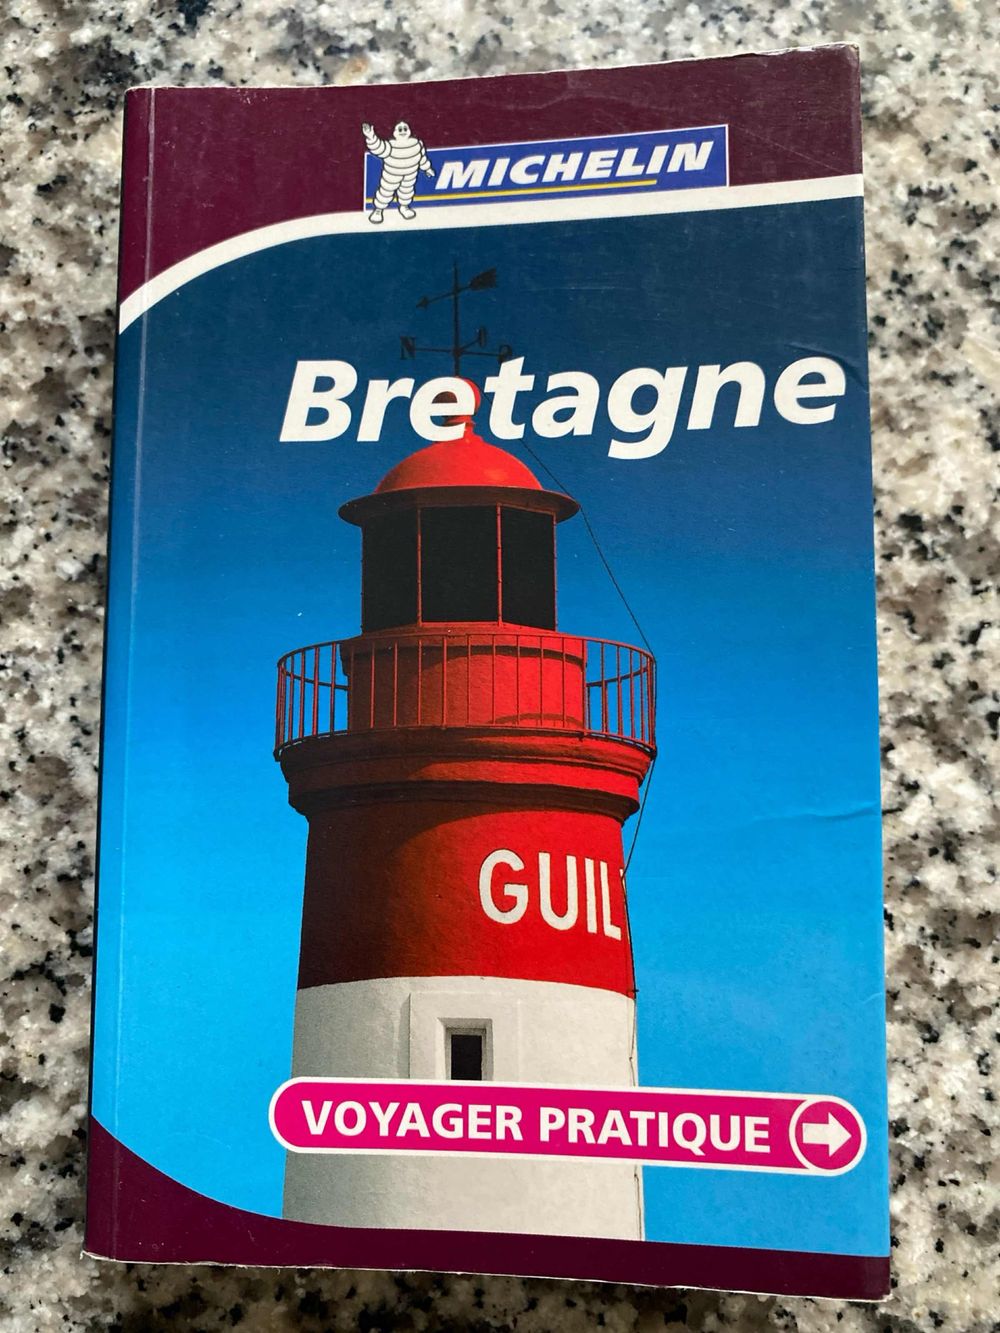 MICHELIN
N O
Bretagne
GUIL
VOYAGER PRATIQUE